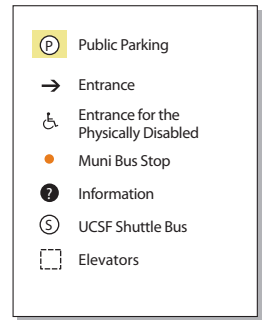 P Public Parking
Entrance
Entrance for the
Physically Disabled
Muni Bus Stop
? Information
S UCSF Shuttle Bus
Elevators